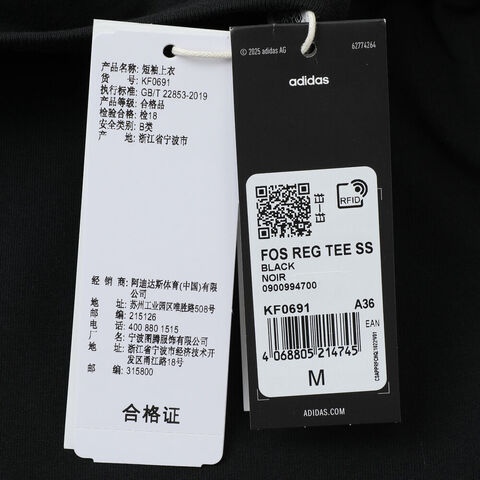 产品名称: 短袖上衣
货 号: KF0691
执行标准: GB/T 22853-2019
产品等级: 合格品
检验合格: 检18
安全类别: B类
产 地: 浙江省宁波市
经 销 商: 阿迪达斯体育(中国)有限
公司
地 址: 苏州工业园区唯胜路508号
邮 编: 215126
电 话: 400 880 1515
厂 名: 宁波图腾服饰有限公司
地 址: 浙江省宁波市经济技术开
发区甬江路18号
邮 编: 315800
合格证
© 2025 adidas AG
62774264
adidas
RFID
FOS REG TEE SS
BLACK
NOIR
0900994700
KF0691
A36
EAN
4 068805 214745
M
ADIDAS.COM